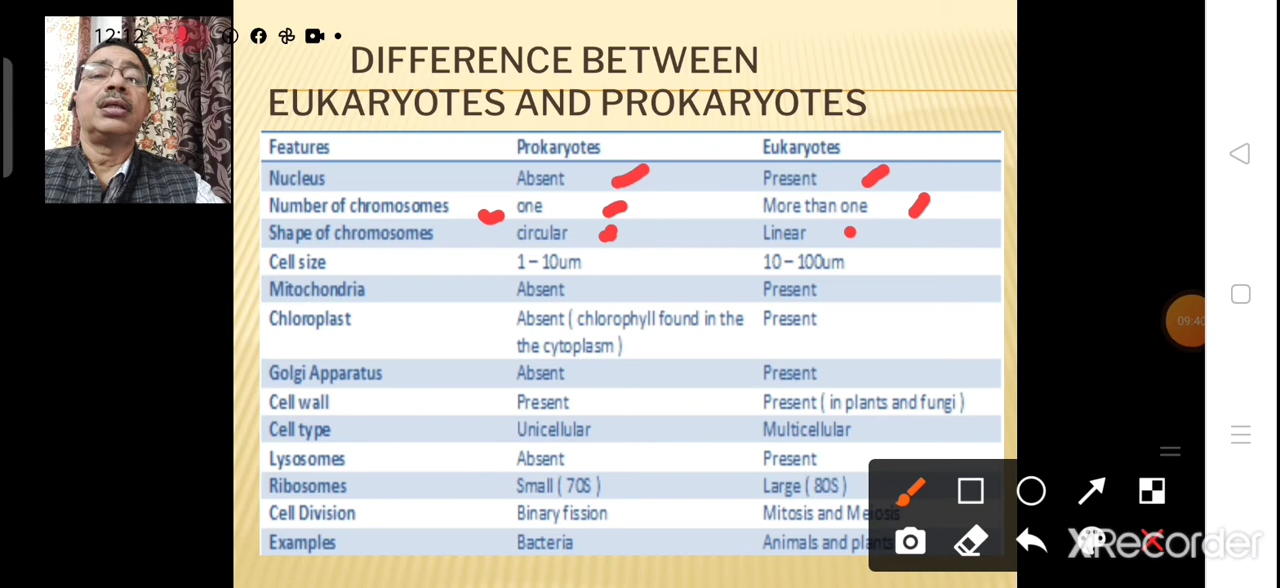 12:12
DIFFERENCE BETWEEN
EUKARYOTES AND PROKARYOTES
Features Prokaryotes Eukaryotes
Nucleus Absent Present
Number of chromosomes one More than one
Shape of chromosomes circular Linear
Cell size 1 – 10um 10 – 100um
Mitochondria Absent Present
Chloroplast Absent ( chlorophyll found in the Present
the cytoplasm )
Golgi Apparatus Absent Present
Cell wall Present Present ( in plants and fungi )
Cell type Unicellular Multicellular
Lysosomes Absent Present
Ribosomes Small ( 70S ) Large ( 80S )
Cell Division Binary fission Mitosis and Meiosis
Examples Bacteria Animals and plants
09:40
XRecorder